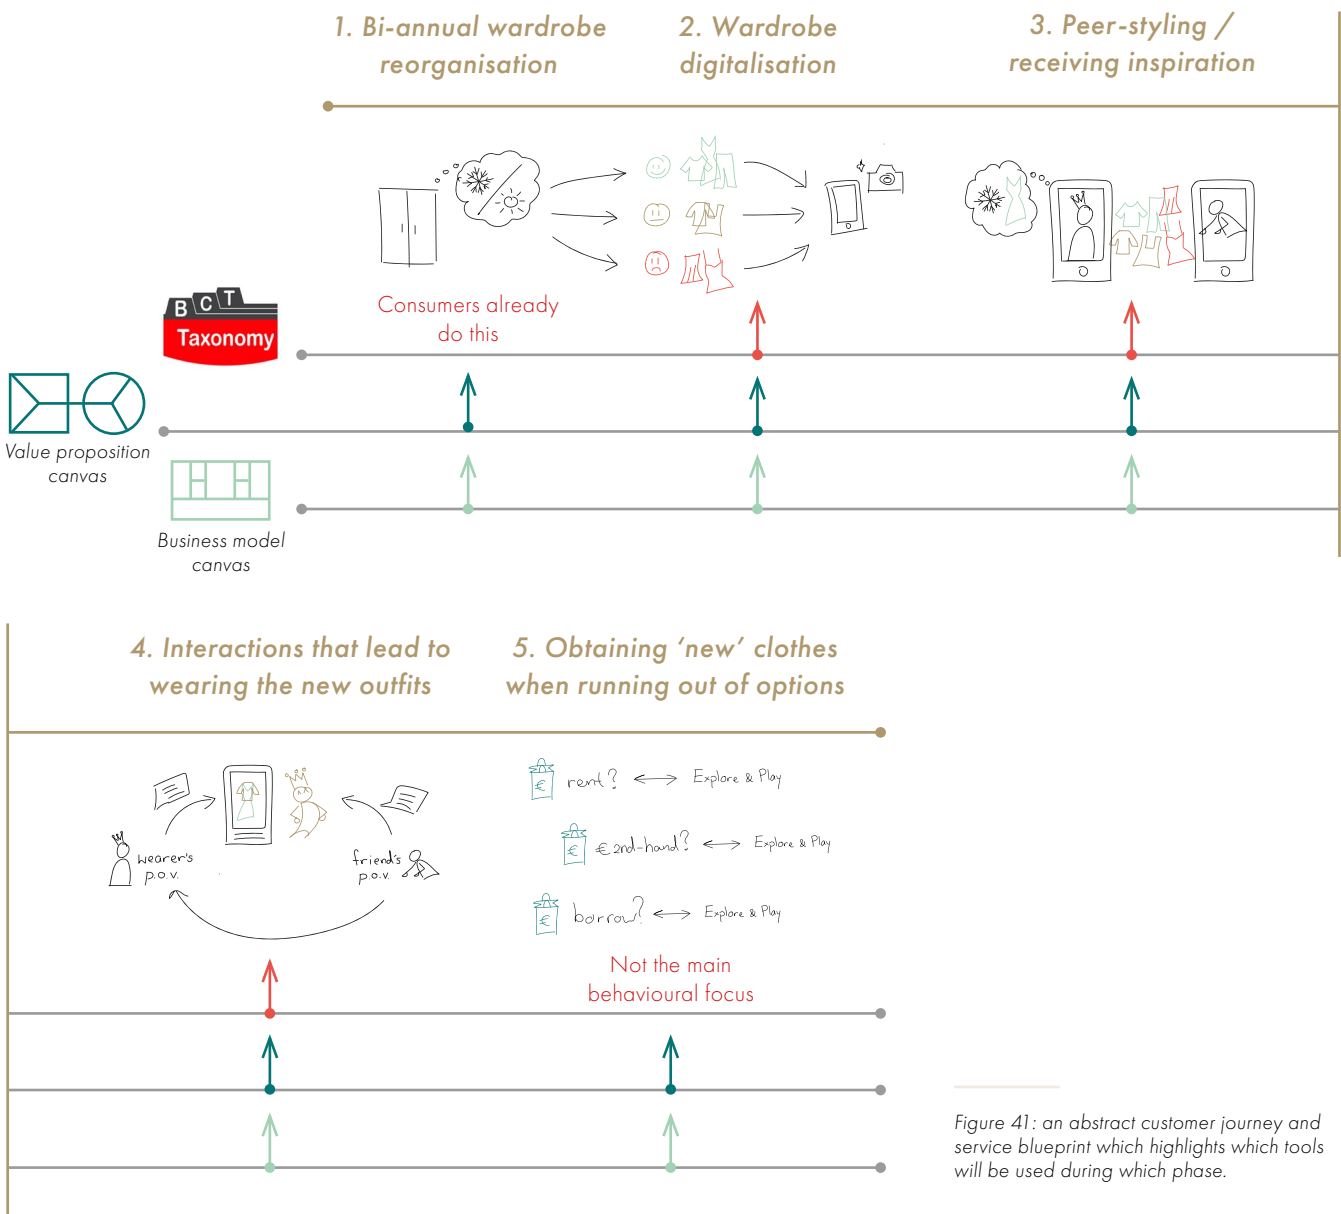 1. Bi-annual wardrobe
reorganisation
2. Wardrobe
digitalisation
3. Peer-styling /
receiving inspiration
Consumers already
do this
B C T
Taxonomy
Value proposition
canvas
Business model
canvas
4. Interactions that lead to
wearing the new outfits
5. Obtaining ‘new’ clothes
when running out of options
wearer's
p.o.v.
friend's
p.o.v.
€ rent? Explore & Play
€ € 2nd-hand? Explore & Play
€ borrow? Explore & Play
Not the main
behavioural focus
Figure 41: an abstract customer journey and
service blueprint which highlights which tools
will be used during which phase.